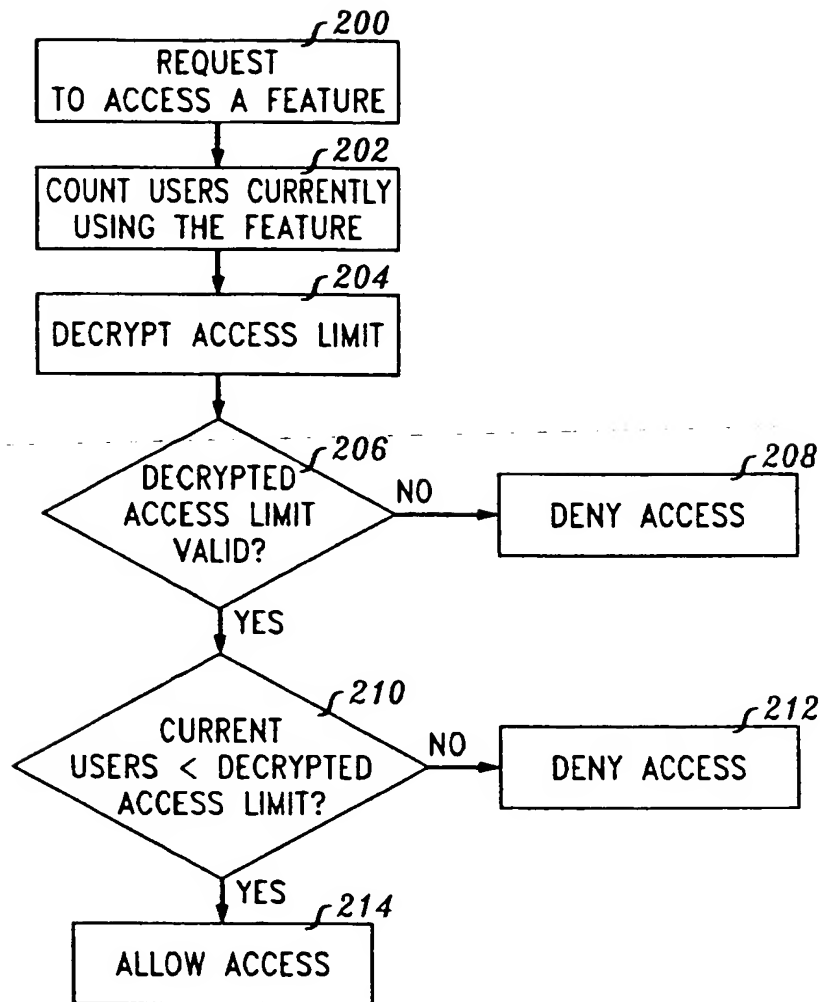 200
REQUEST
TO ACCESS A FEATURE
202
COUNT USERS CURRENTLY
USING THE FEATURE
204
DECRYPT ACCESS LIMIT
206
DECRYPTED
ACCESS LIMIT
VALID?
NO
208
DENY ACCESS
YES
210
CURRENT
USERS < DECRYPTED
ACCESS LIMIT?
NO
212
DENY ACCESS
YES
214
ALLOW ACCESS